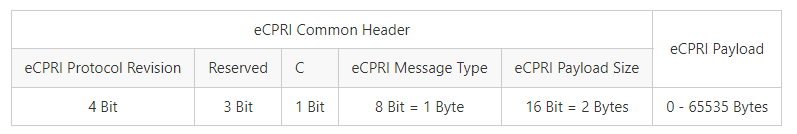 eCPRI Common Header
eCPRI Payload
eCPRI Protocol Revision Reserved C eCPRI Message Type eCPRI Payload Size
4 Bit 3 Bit 1 Bit 8 Bit = 1 Byte 16 Bit = 2 Bytes 0 - 65535 Bytes